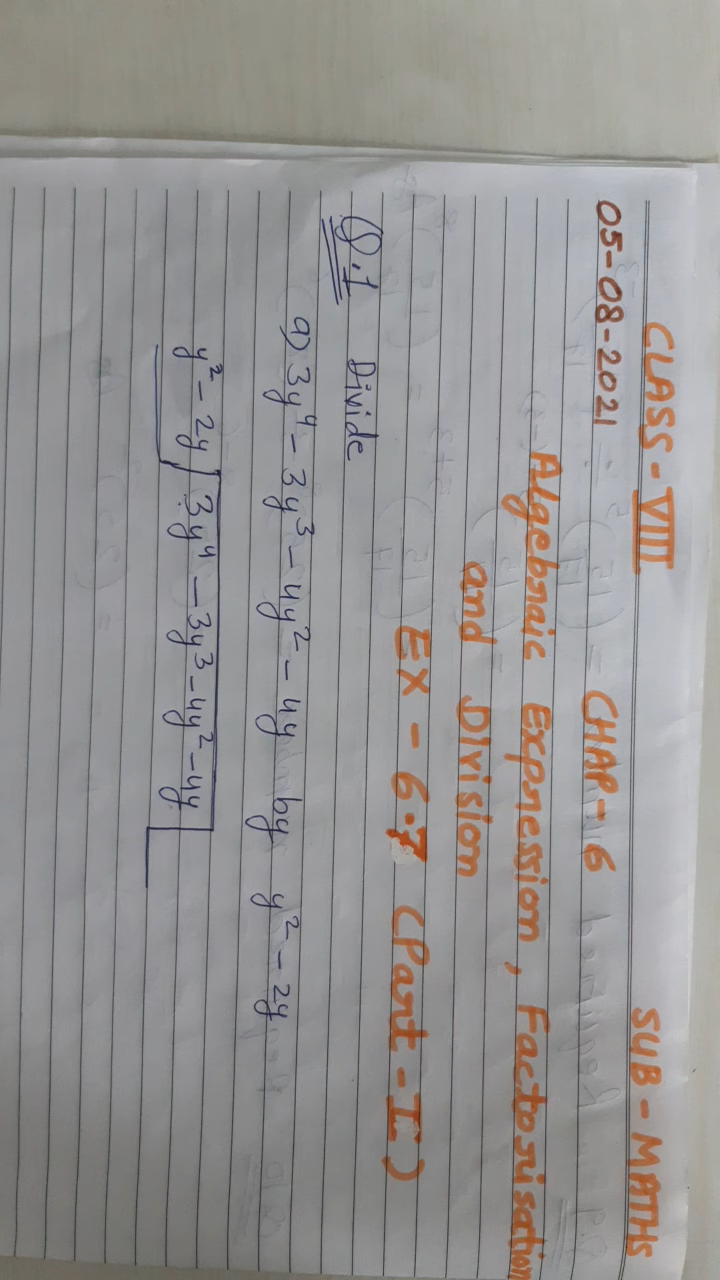 CLASS-VIII SUB-MATHS
05-08-2021 CHAP-6
Algebraic Expression, Factorisation
and Division
EX-6.7 (Part-I)
Q.1 Divide
a) 3y⁴ - 3y³ - 4y² - 4y by y² - 2y
y² - 2y) 3y⁴ - 3y³ - 4y² - 4y